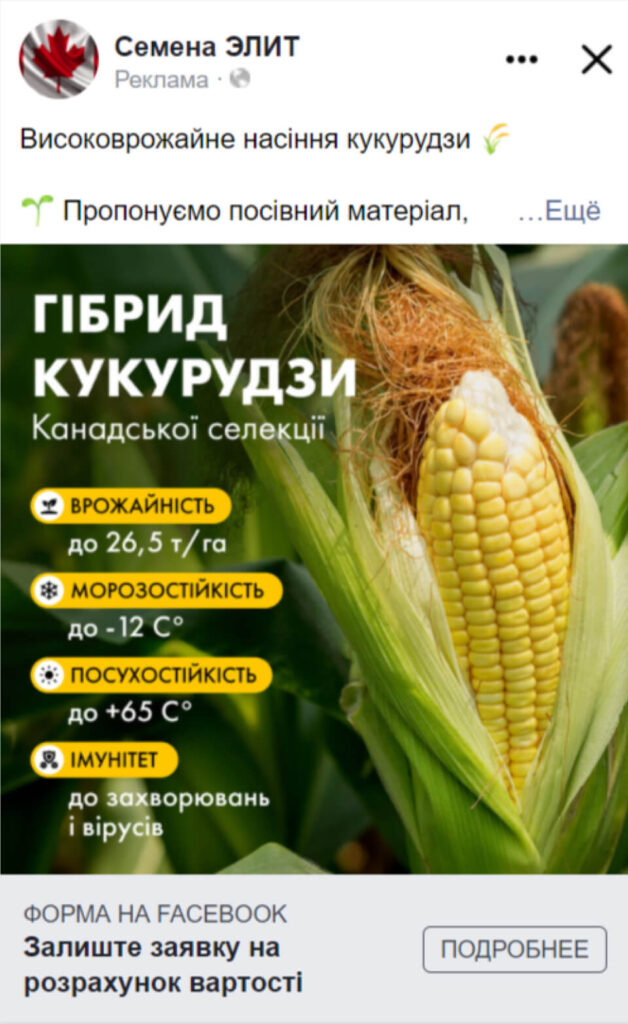 Семена ЭЛИТ
Реклама ·
Високоврожайне насіння кукурудзи
Пропонуємо посівний матеріал, ...Ещё
ГІБРИД
КУКУРУДЗИ
Канадської селекції
ВРОЖАЙНІСТЬ
до 26,5 т/га
МОРОЗОСТІЙКІСТЬ
до -12 С°
ПОСУХОСТІЙКІСТЬ
до +65 С°
ІМУНІТЕТ
до захворювань
і вірусів
ФОРМА НА FACEBOOK
Залиште заявку на
розрахунок вартості
ПОДРОБНЕЕ